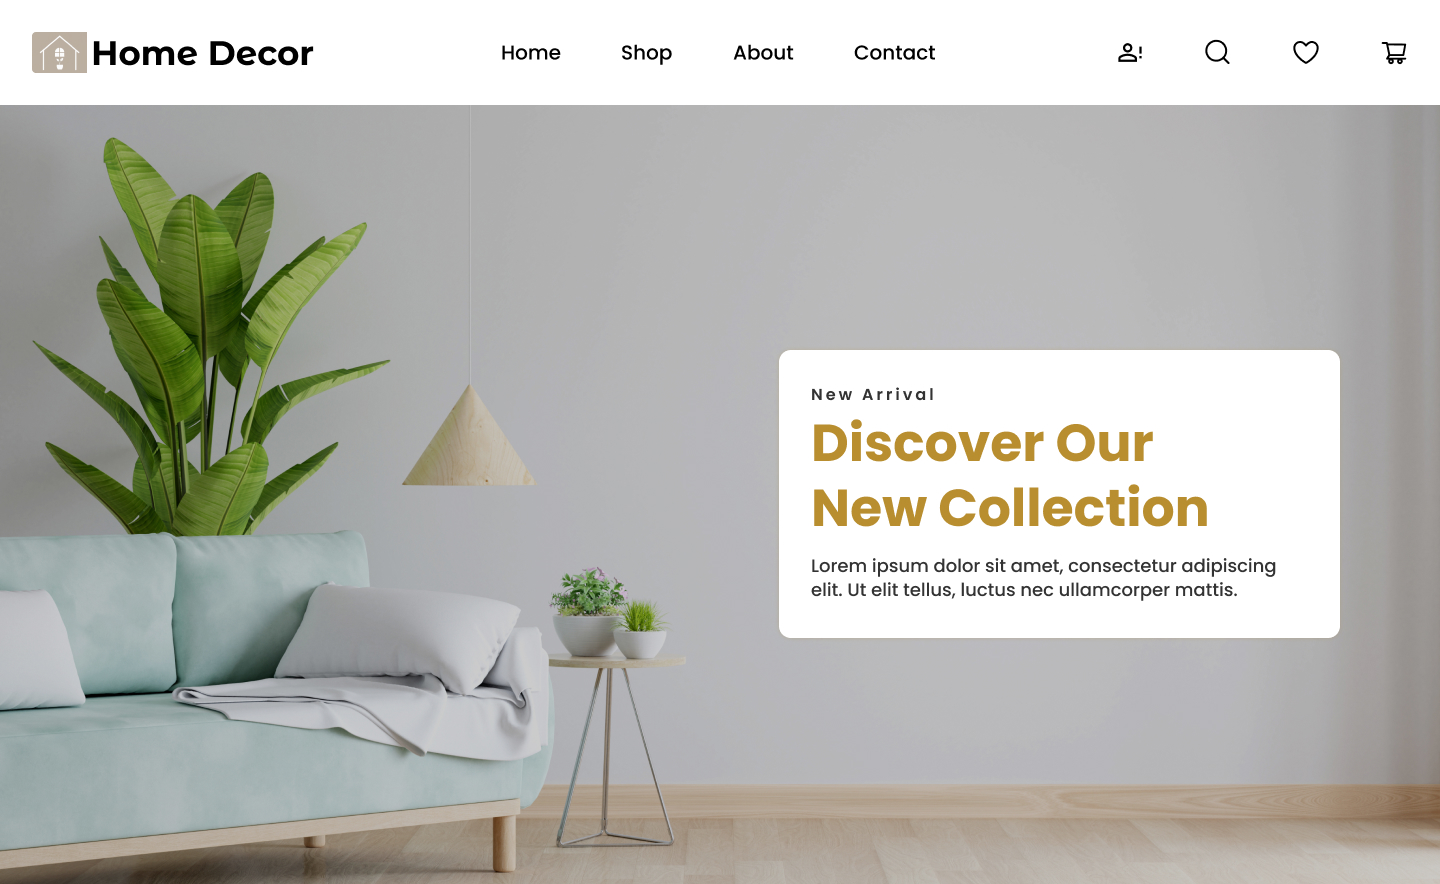 Home Decor
Home
Shop
About
Contact
New Arrival
Discover Our
New Collection
Lorem ipsum dolor sit amet, consectetur adipiscing
elit. Ut elit tellus, luctus nec ullamcorper mattis.